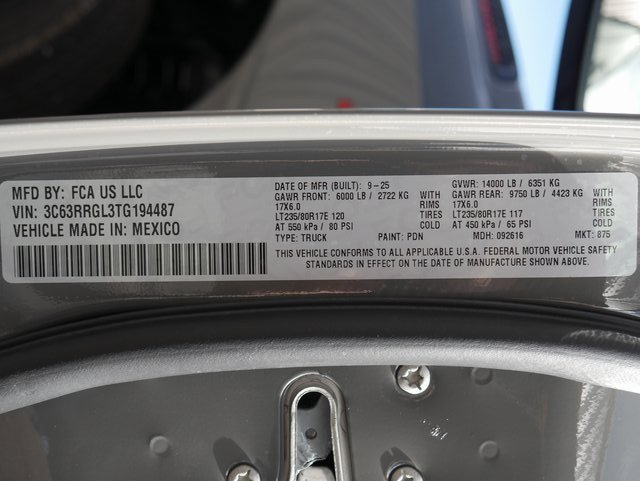 MFD BY: FCA US LLC
VIN: 3C63RRGL3TG194487
VEHICLE MADE IN: MEXICO
DATE OF MFR (BUILT): 9-25 GVWR: 14000 LB / 6351 KG
GAWR FRONT: 6000 LB / 2722 KG WITH GAWR REAR: 9750 LB / 4423 KG WITH
17X6.0 RIMS 17X6.0 RIMS
LT235/80R17E 120 TIRES LT235/80R17E 117 TIRES
AT 550 kPa / 80 PSI COLD AT 450 kPa / 65 PSI COLD
TYPE: TRUCK PAINT: PDN MDH: 092616 MKT: 875
THIS VEHICLE CONFORMS TO ALL APPLICABLE U.S.A. FEDERAL MOTOR VEHICLE SAFETY
STANDARDS IN EFFECT ON THE DATE OF MANUFACTURE SHOWN ABOVE.